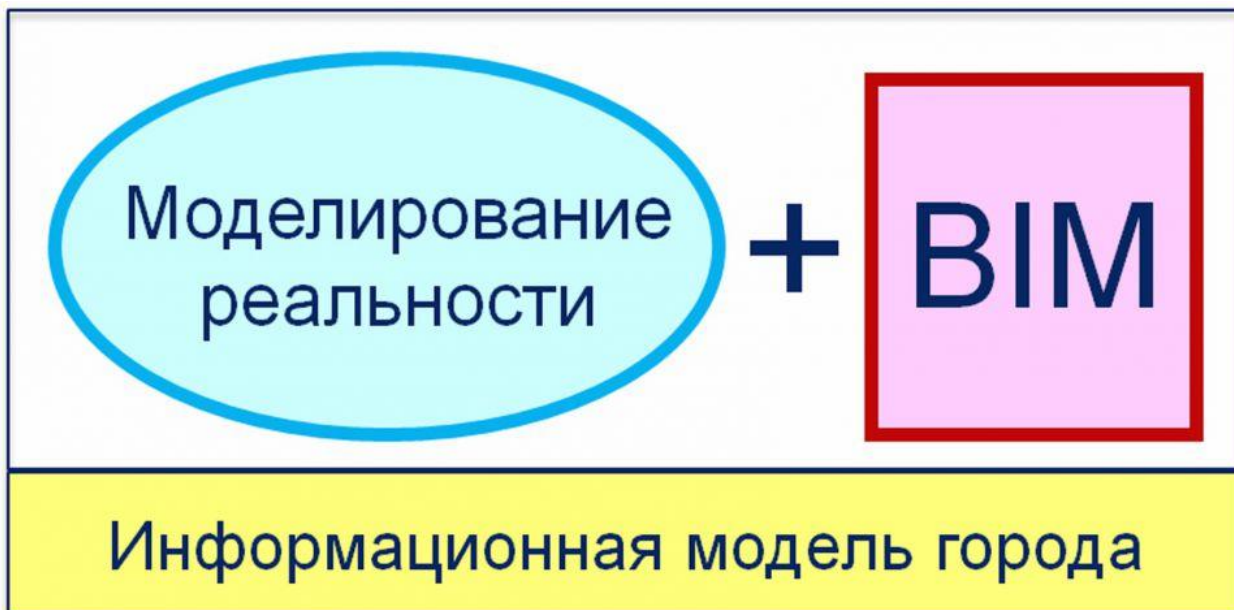 Моделирование
реальности
+
BIM
Информационная модель города